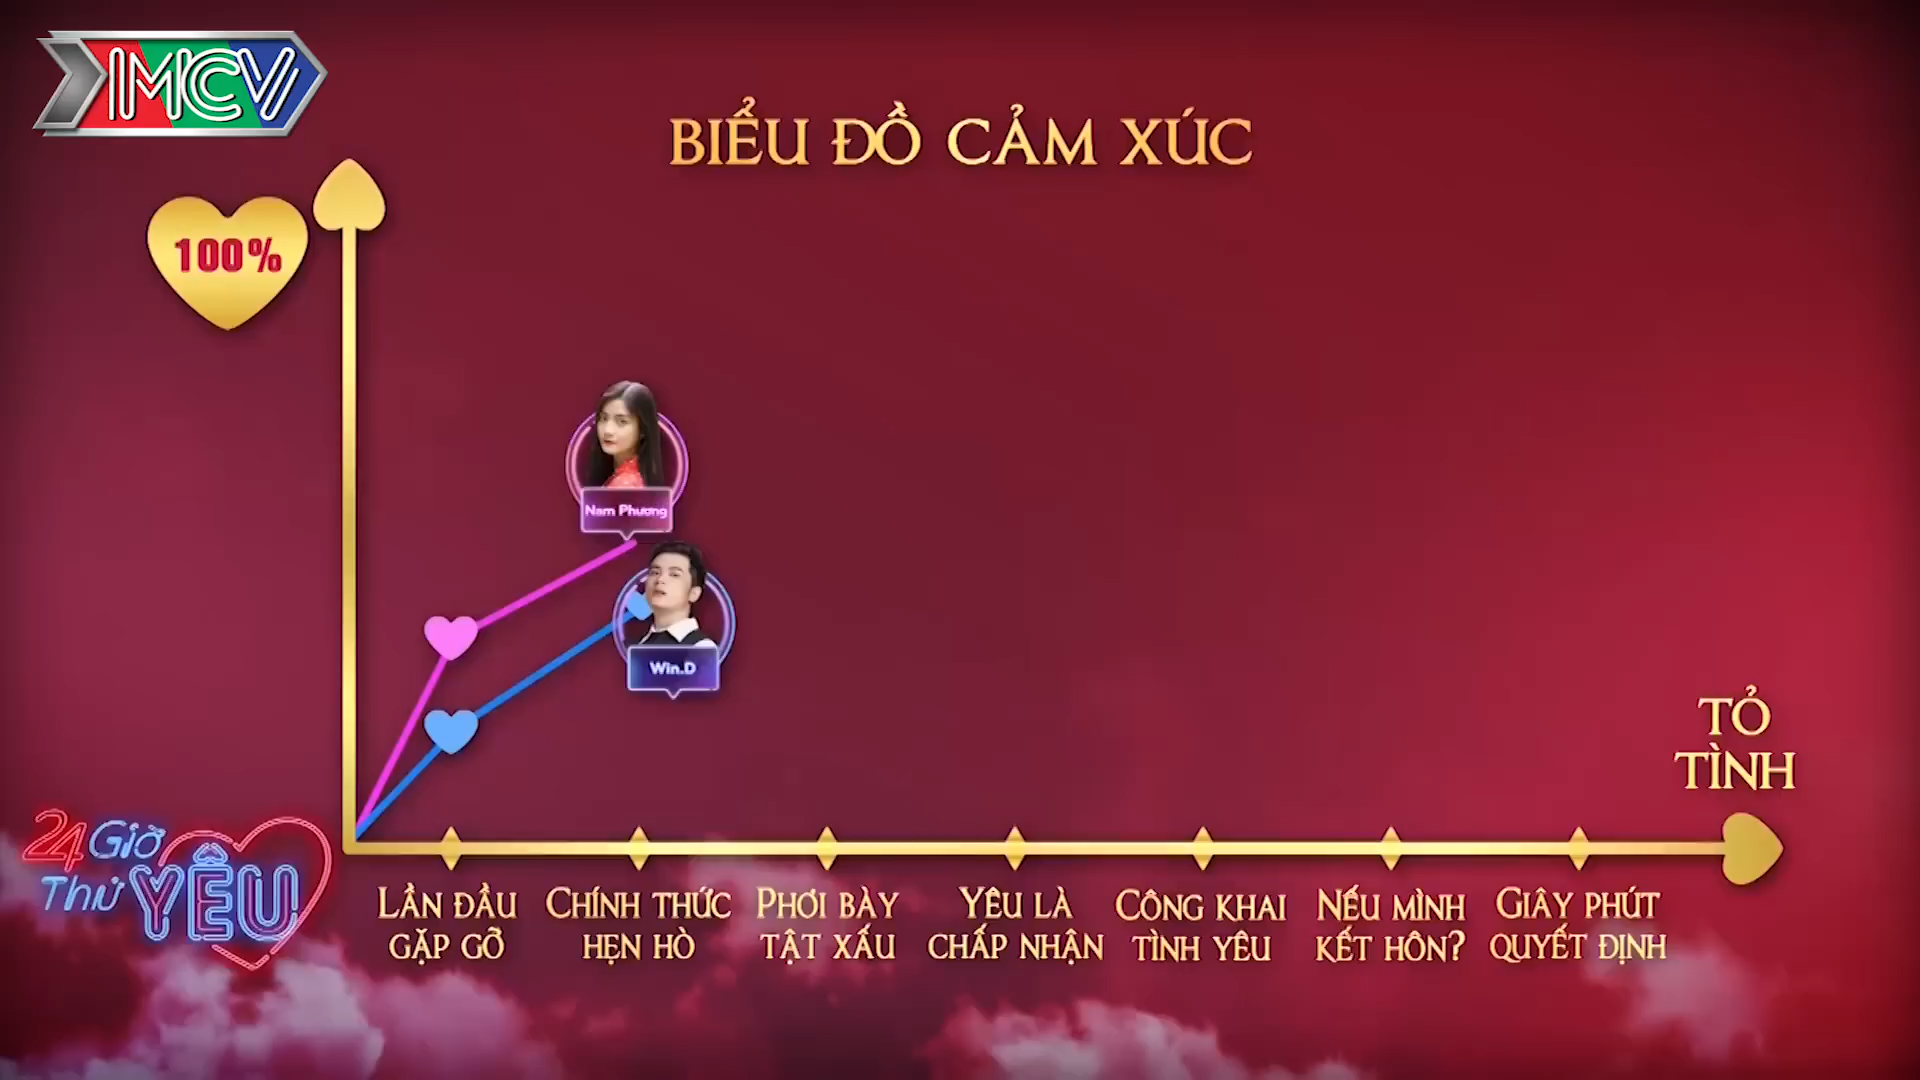 MCV
BIỂU ĐỒ CẢM XÚC
100%
Nam Phương
Win.D
TỎ
TÌNH
24 Giờ
Thử YÊU
LẦN ĐẦU
GẶP GỠ
CHÍNH THỨC
HẸN HÒ
PHƠI BÀY
TẬT XẤU
YÊU LÀ
CHẤP NHẬN
CÔNG KHAI
TÌNH YÊU
NẾU MÌNH
KẾT HÔN?
GIÂY PHÚT
QUYẾT ĐỊNH